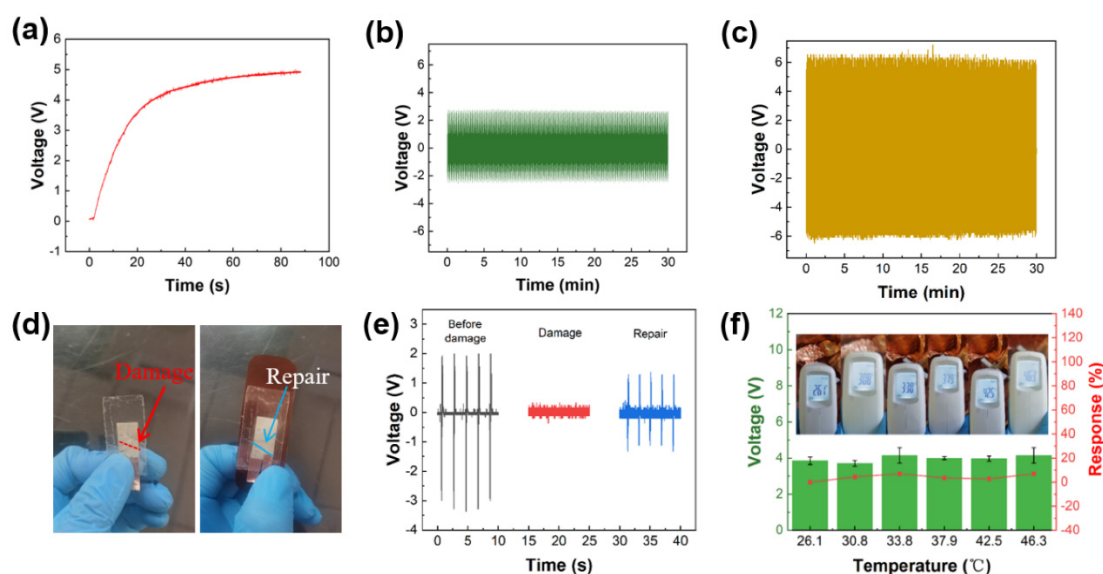 (a)
6
5
4
3
2
1
0
-1
Voltage (V)
0 20 40 60 80 100
Time (s)
(b)
6
4
2
0
-2
-4
-6
Voltage (V)
0 5 10 15 20 25 30
Time (min)
(c)
6
4
2
0
-2
-4
-6
Voltage (V)
0 5 10 15 20 25 30
Time (min)
(d)
Damage
Repair
(e)
3
2
1
0
-1
-2
-3
-4
Voltage (V)
Before
damage
Damage
Repair
0 5 10 15 20 25 30 35 40
Time (s)
(f)
12
10
8
6
4
2
0
Voltage (V)
140
120
100
80
60
40
20
0
-20
-40
Response (%)
26.1 30.8 33.8 37.9 42.5 46.3
Temperature (℃)